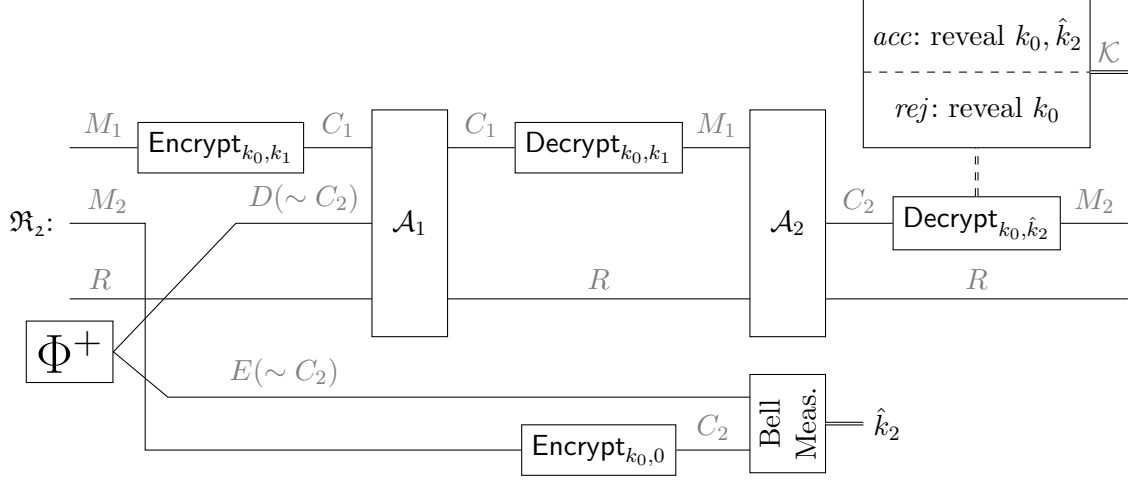 acc: reveal k₀, k̂₂
𝒦
rej: reveal k₀
M₁ Encrypt_{k₀,k₁} C₁ C₁ Decrypt_{k₀,k₁} M₁
ℜ₂: M₂ D(∼ C₂) 𝒜₁ 𝒜₂ C₂ Decrypt_{k₀,k̂₂} M₂
R R R
Φ⁺
E(∼ C₂)
Bell
Meas.
k̂₂
Encrypt_{k₀,0} C₂